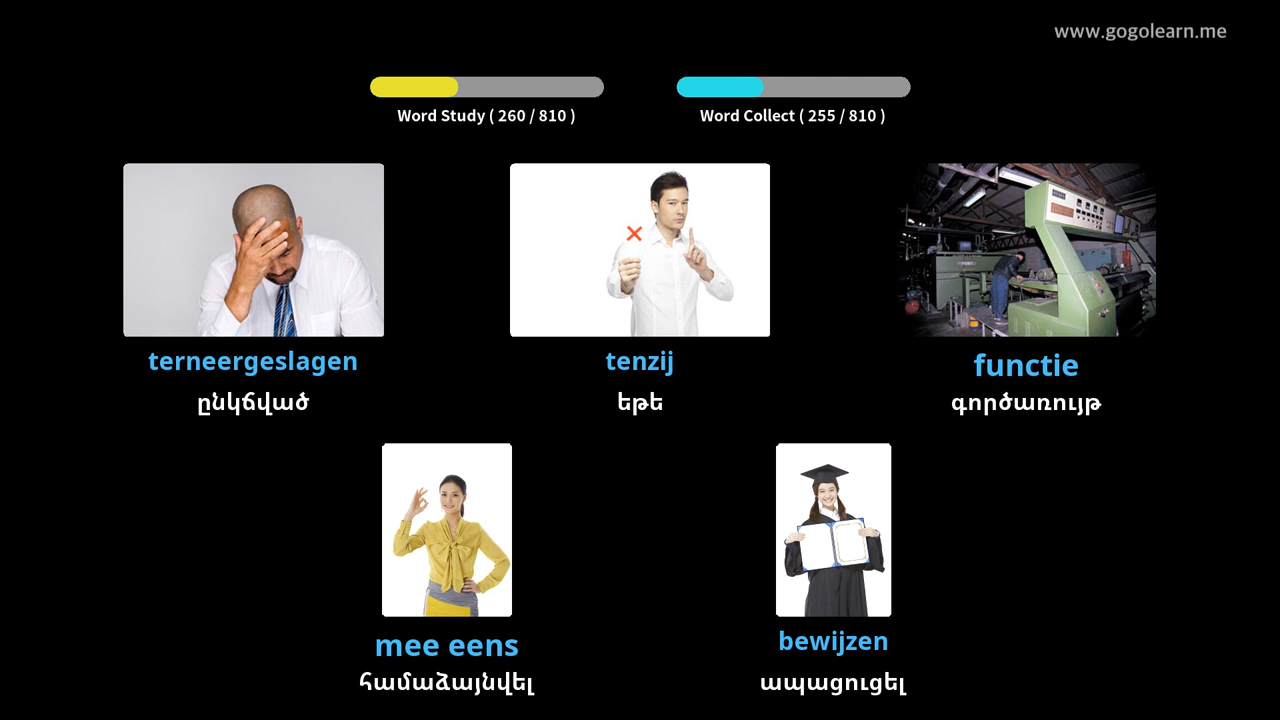 www.gogolearn.me
Word Study ( 260 / 810 )
Word Collect ( 255 / 810 )
terneergeslagen
ընկճված
tenzij
եթե
functie
գործառույթ
mee eens
համաձայնվել
bewijzen
ապացուցել